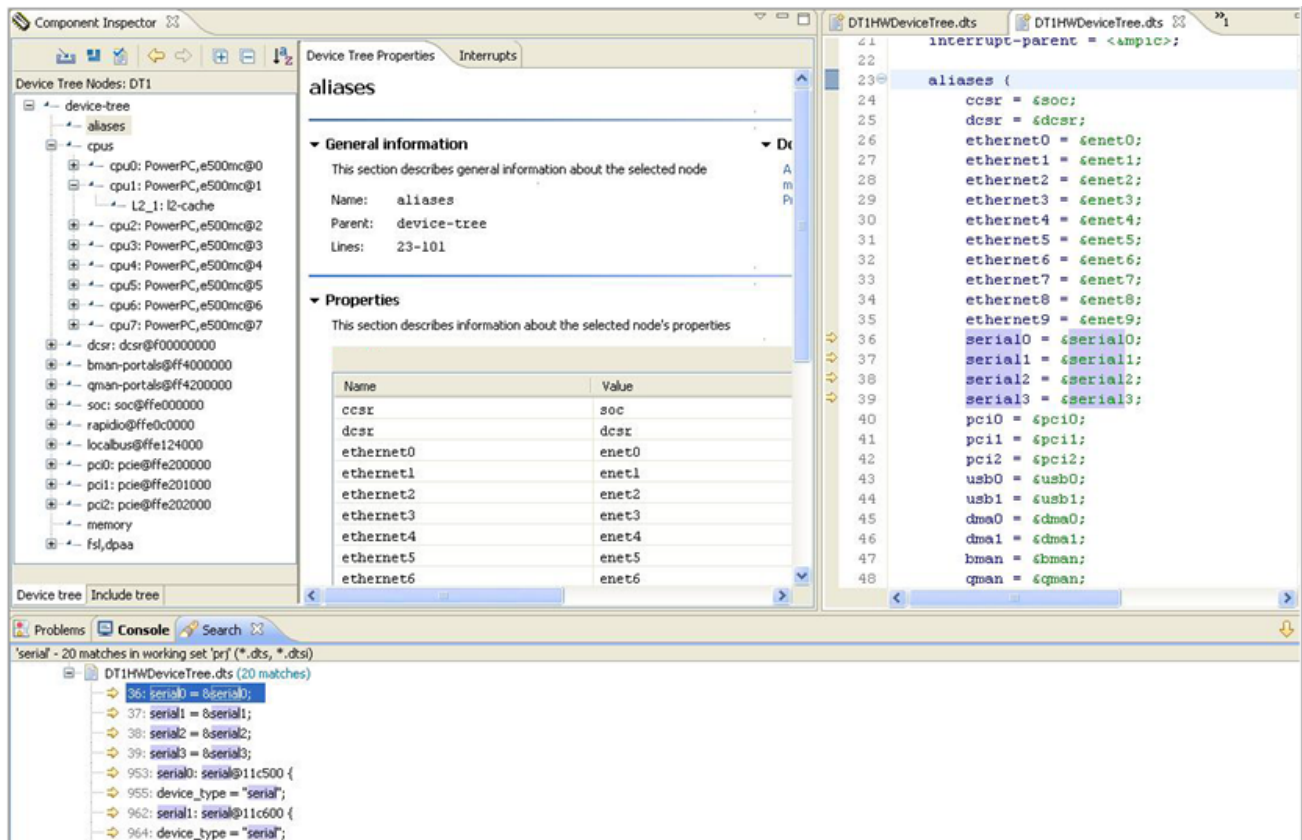 Component Inspector
Device Tree Nodes: DT1
device-tree
aliases
cpus
cpu0: PowerPC,e500mc@0
cpu1: PowerPC,e500mc@1
L2_1: l2-cache
cpu2: PowerPC,e500mc@2
cpu3: PowerPC,e500mc@3
cpu4: PowerPC,e500mc@4
cpu5: PowerPC,e500mc@5
cpu6: PowerPC,e500mc@6
cpu7: PowerPC,e500mc@7
dcsr: dcsr@f00000000
bman-portals@ff4000000
qman-portals@ff4200000
soc: soc@ffe000000
rapidio@ffe0c0000
localbus@ffe124000
pci0: pcie@ffe200000
pci1: pcie@ffe201000
pci2: pcie@ffe202000
memory
fsl,dpaa
Device tree Include tree
Device Tree Properties Interrupts
aliases
General information
This section describes general information about the selected node
Name: aliases
Parent: device-tree
Lines: 23-101
Properties
This section describes information about the selected node's properties
Name Value
ccsr soc
dcsr dcsr
ethernet0 enet0
ethernet1 enet1
ethernet2 enet2
ethernet3 enet3
ethernet4 enet4
ethernet5 enet5
ethernet6 enet6
DT1HWDeviceTree.dts DT1HWDeviceTree.dts »1
21 interrupt-parent = <&mpic>;
22
23 aliases {
24 ccsr = &soc;
25 dcsr = &dcsr;
26 ethernet0 = &enet0;
27 ethernet1 = &enet1;
28 ethernet2 = &enet2;
29 ethernet3 = &enet3;
30 ethernet4 = &enet4;
31 ethernet5 = &enet5;
32 ethernet6 = &enet6;
33 ethernet7 = &enet7;
34 ethernet8 = &enet8;
35 ethernet9 = &enet9;
36 serial0 = &serial0;
37 serial1 = &serial1;
38 serial2 = &serial2;
39 serial3 = &serial3;
40 pci0 = &pci0;
41 pci1 = &pci1;
42 pci2 = &pci2;
43 usb0 = &usb0;
44 usb1 = &usb1;
45 dma0 = &dma0;
46 dma1 = &dma1;
47 bman = &bman;
48 qman = &qman;
Problems Console Search
'serial' - 20 matches in working set 'prj' (*.dts, *.dtsi)
DT1HWDeviceTree.dts (20 matches)
36: serial0 = &serial0;
37: serial1 = &serial1;
38: serial2 = &serial2;
39: serial3 = &serial3;
953: serial0: serial@11c500 {
955: device_type = "serial";
962: serial1: serial@11c600 {
964: device_type = "serial";